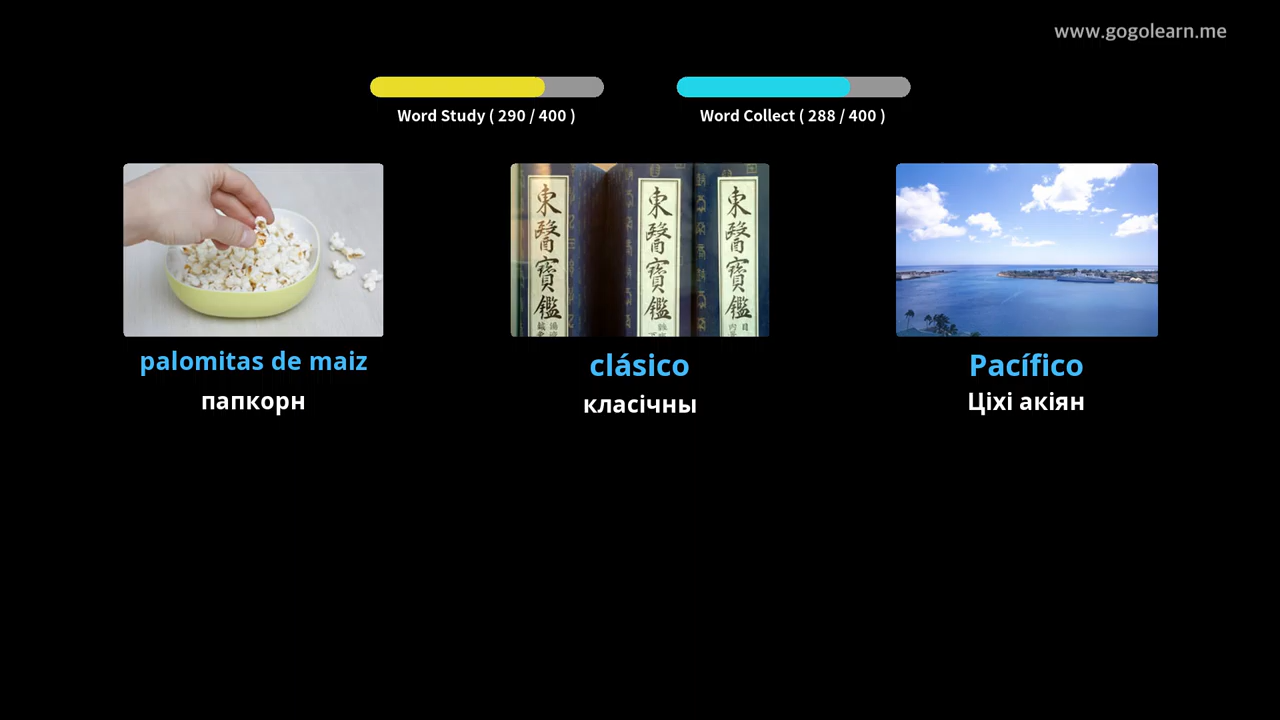 www.gogolearn.me
Word Study ( 290 / 400 )
Word Collect ( 288 / 400 )
東醫寶鑑
東醫寶鑑
東醫寶鑑
palomitas de maiz
clásico
Pacífico
папкорн
класічны
Ціхі акіян